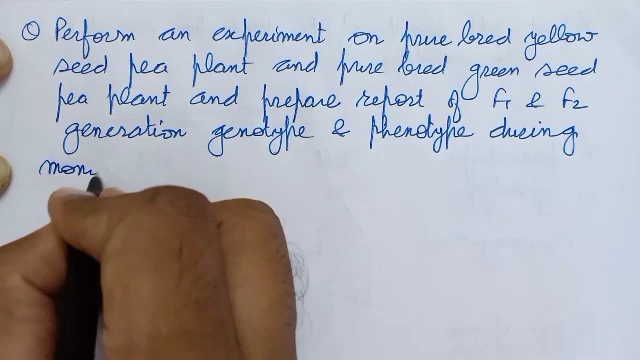 Perform an experiment on pure bred yellow
seed pea plant and pure bred green seed
pea plant and prepare report of F1 & F2
generation genotype & phenotype during
mon